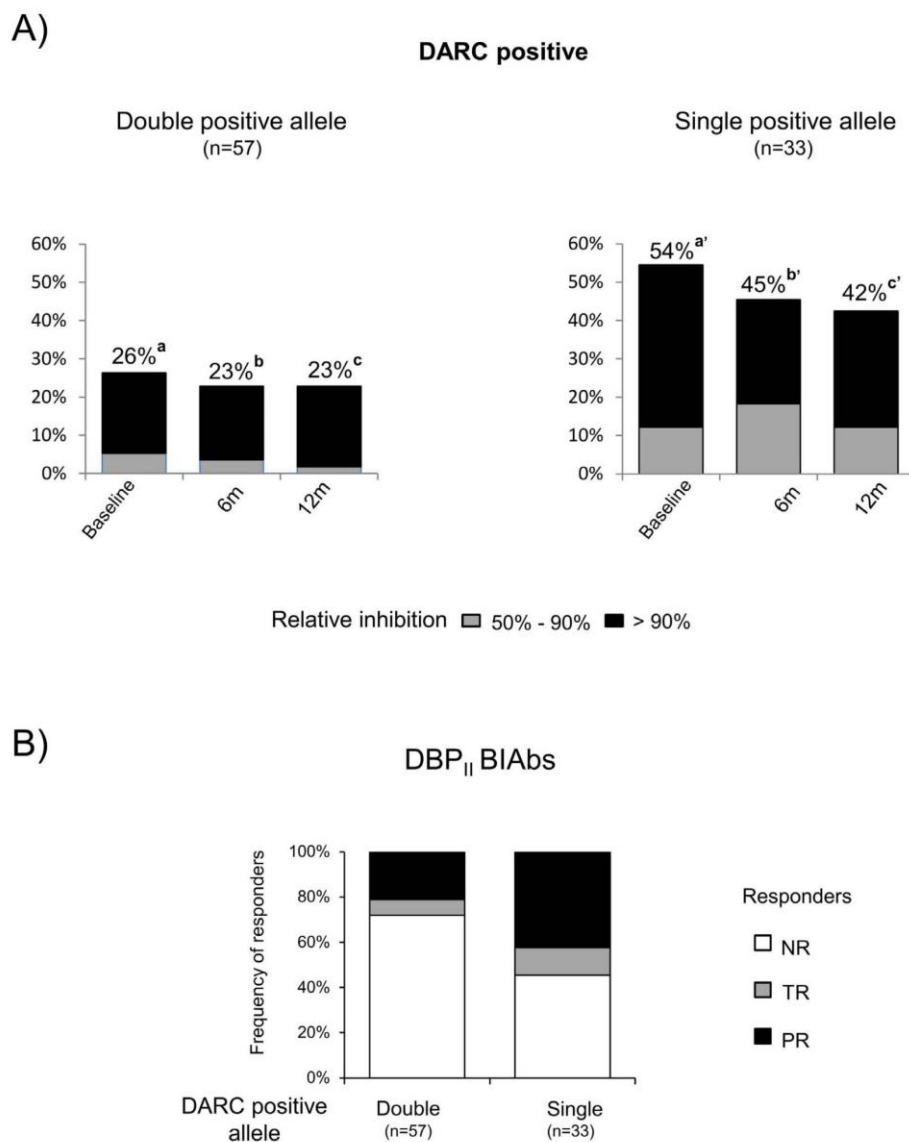 A)
DARC positive
Double positive allele
(n=57)
60%
50%
40%
30%
20%
10%
0%
26%a
23%b
23%c
Baseline
6m
12m
Single positive allele
(n=33)
60%
50%
40%
30%
20%
10%
0%
54%a'
45%b'
42%c'
Baseline
6m
12m
Relative inhibition 50% - 90% > 90%
B)
DBPII BIAbs
Frequency of responders
100%
80%
60%
40%
20%
0%
DARC positive
allele
Double
(n=57)
Single
(n=33)
Responders
NR
TR
PR